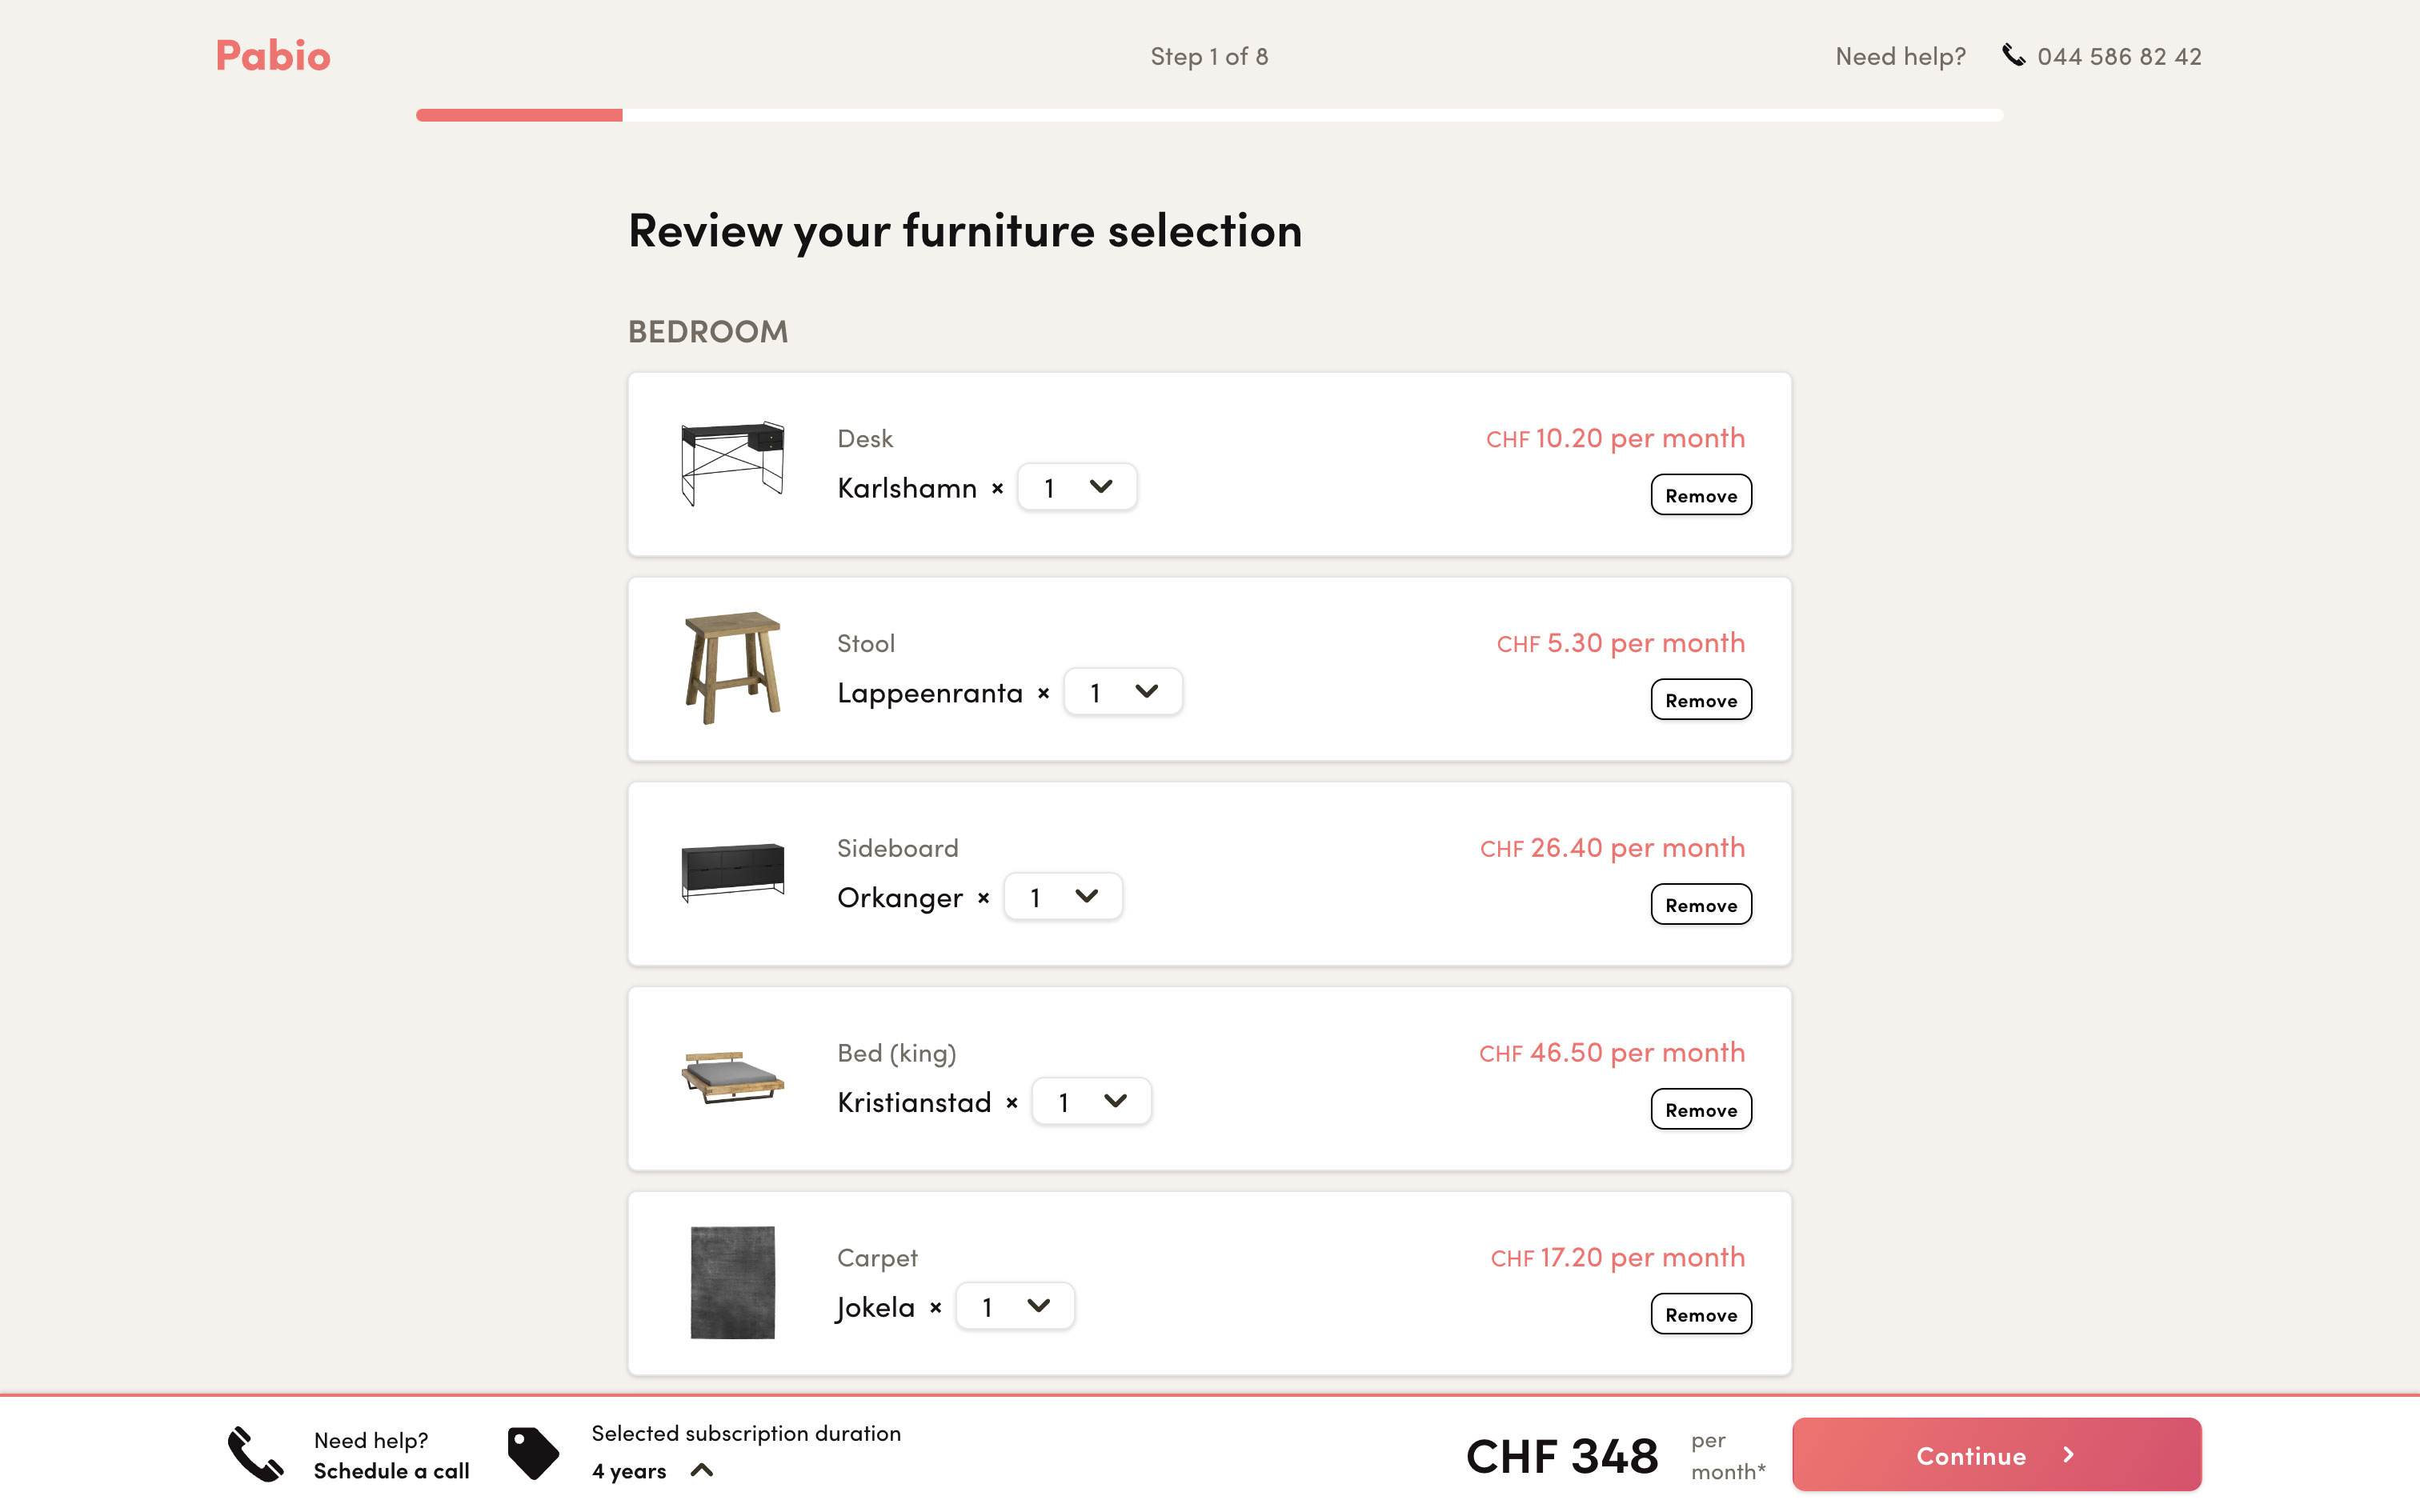 Pabio
Step 1 of 8
Need help? 044 586 82 42
Review your furniture selection
BEDROOM
Desk
CHF 10.20 per month
Karlshamn × 1
Remove
Stool
CHF 5.30 per month
Lappeenranta × 1
Remove
Sideboard
CHF 26.40 per month
Orkanger × 1
Remove
Bed (king)
CHF 46.50 per month
Kristianstad × 1
Remove
Carpet
CHF 17.20 per month
Jokela × 1
Remove
Need help?
Schedule a call
Selected subscription duration
4 years
CHF 348
per
month*
Continue